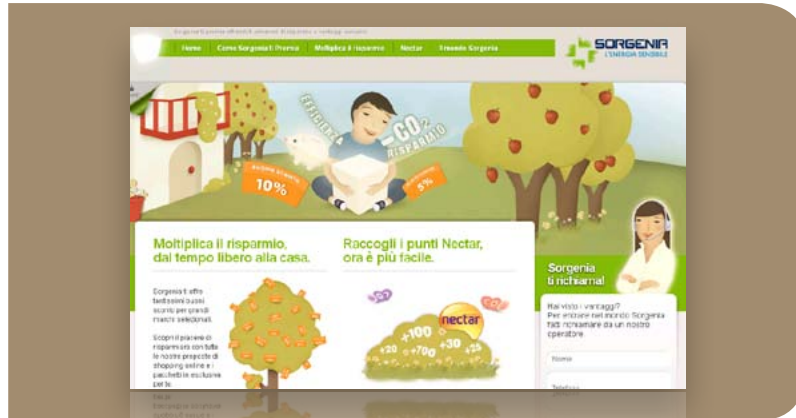 Home Come Sorgenia ti Premia Moltiplica il risparmio Nectar Il mondo Sorgenia
SORGENIA
L'ENERGIA SENSIBILE
EFFICIENZA
-CO2
RISPARMIO
BUONO SCONTO
10%
5%
Moltiplica il risparmio,
dal tempo libero alla casa.
Raccogli i punti Nectar,
ora è più facile.
Sorgenia
ti richiama!
Sorgenia ti offre
tantissimi buoni
sconto per grandi
marchi selezionati.
Scopri il piacere di
risparmiare con tutte
le nostre proposte di
shopping online e i
pacchetti in esclusiva
per te.
nectar
+100
+20 +700 +30 +25
Hai visto i vantaggi?
Per entrare nel mondo Sorgenia
fatti richiamare da un nostro
operatore.
Nome
Telefono